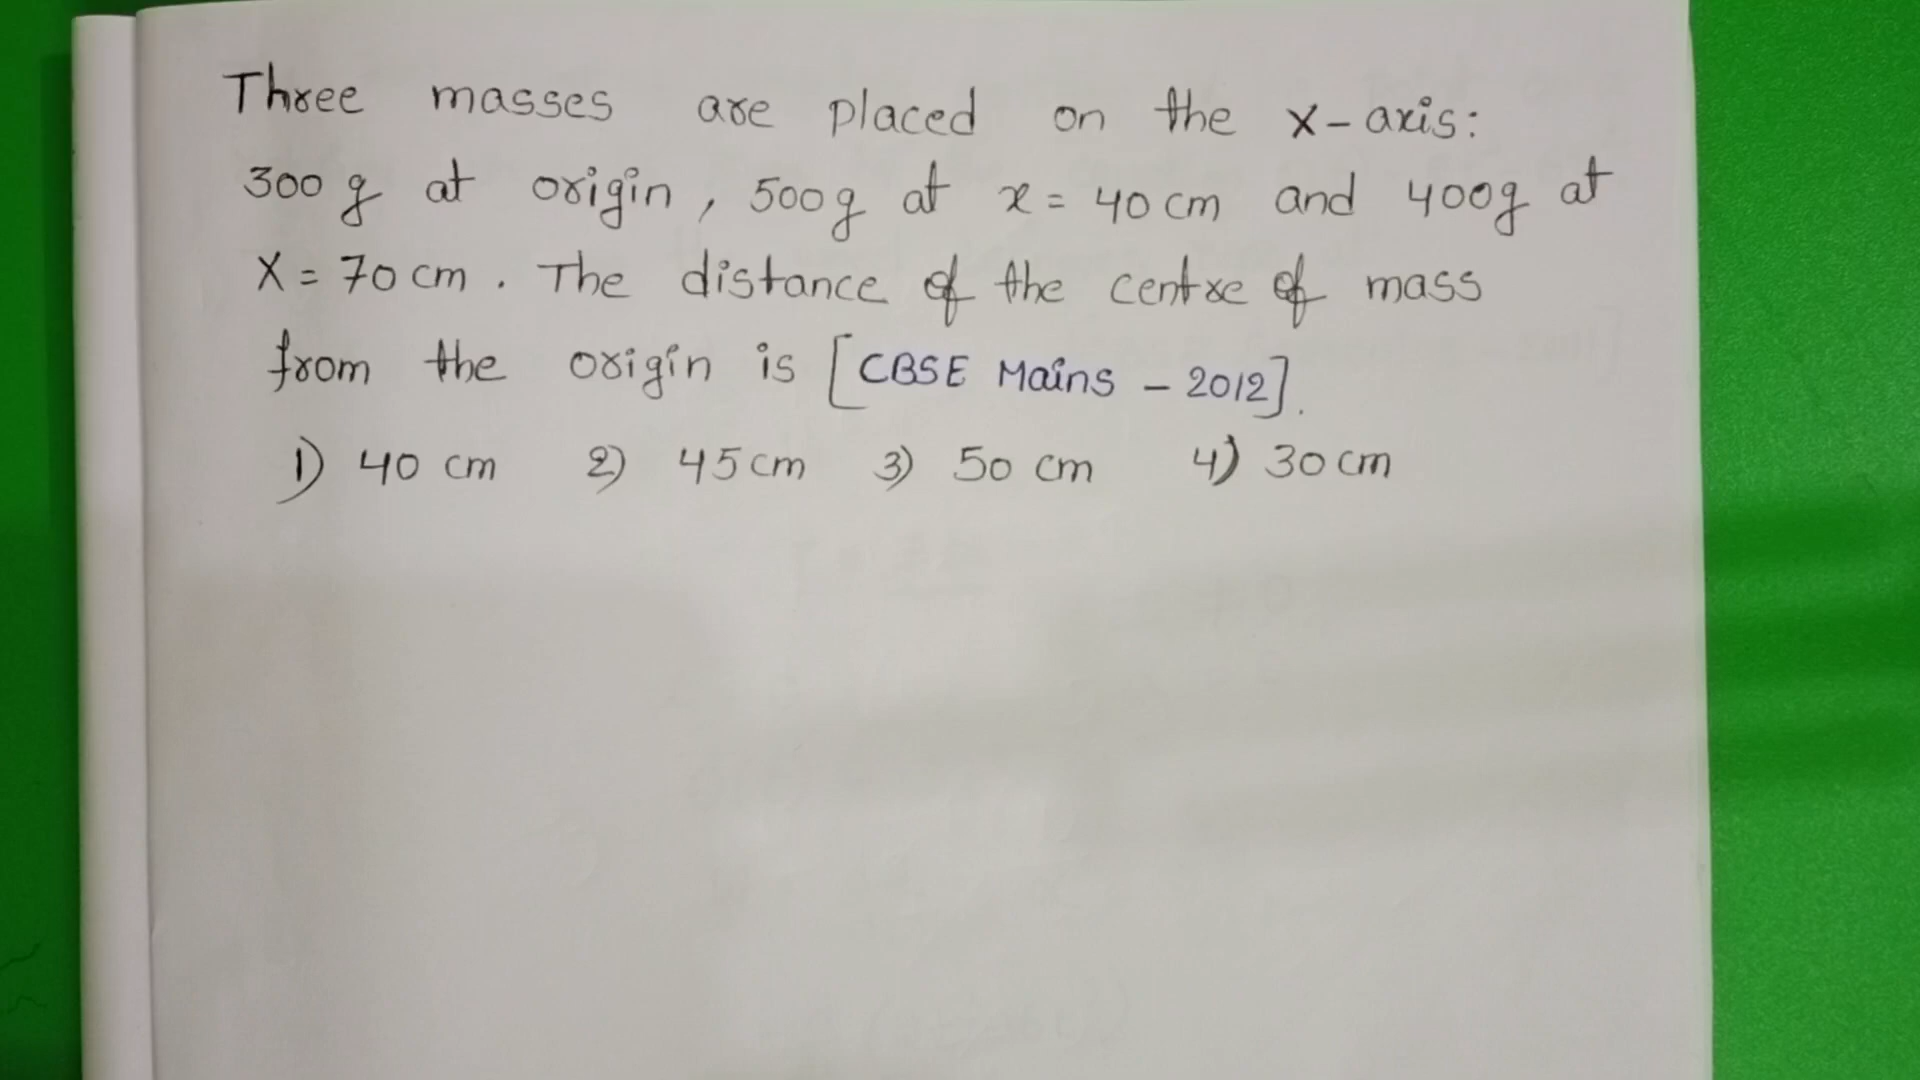 Three masses are placed on the x-axis:
300 g at origin, 500g at x = 40 cm and 400g at
X = 70 cm. The distance of the centre of mass
from the origin is [CBSE Mains - 2012].
1) 40 cm 2) 45 cm 3) 50 cm 4) 30 cm